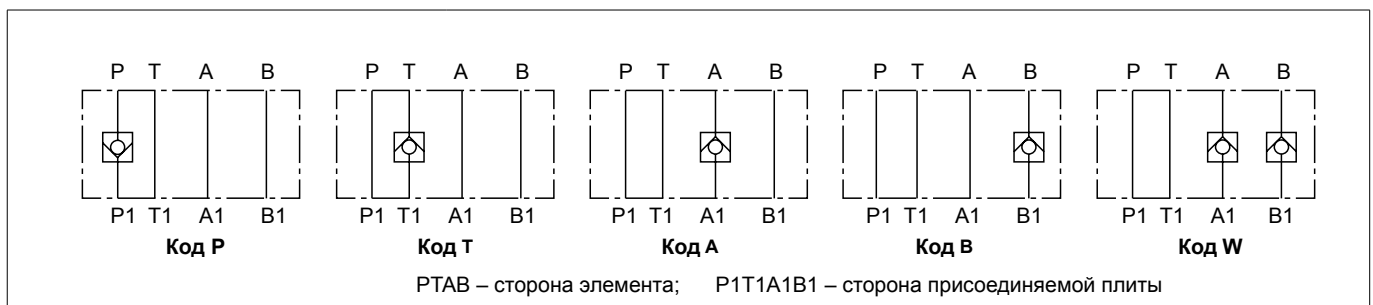 P T A B P T A B P T A B P T A B P T A B
P1 T1 A1 B1 P1 T1 A1 B1 P1 T1 A1 B1 P1 T1 A1 B1 P1 T1 A1 B1
Код P Код T Код A Код B Код W
PTAB – сторона элемента; P1T1A1B1 – сторона присоединяемой плиты